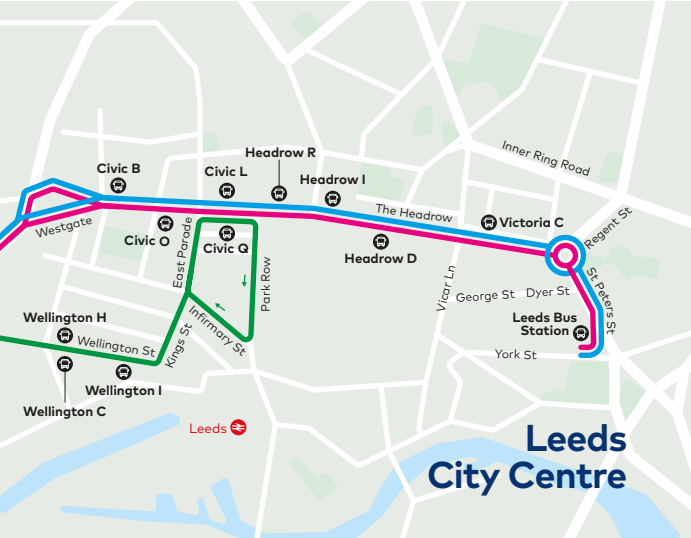 Inner Ring Road
Headrow R
Civic B
Civic L
Headrow I
The Headrow
Victoria C
Regent St
Westgate
Civic O
East Parade
Civic Q
Headrow D
Park Row
Vicar Ln
George St
Dyer St
St Peters St
Leeds Bus
Station
Wellington H
Wellington St
Kings St
Infirmary St
York St
Wellington I
Wellington C
Leeds
Leeds
City Centre